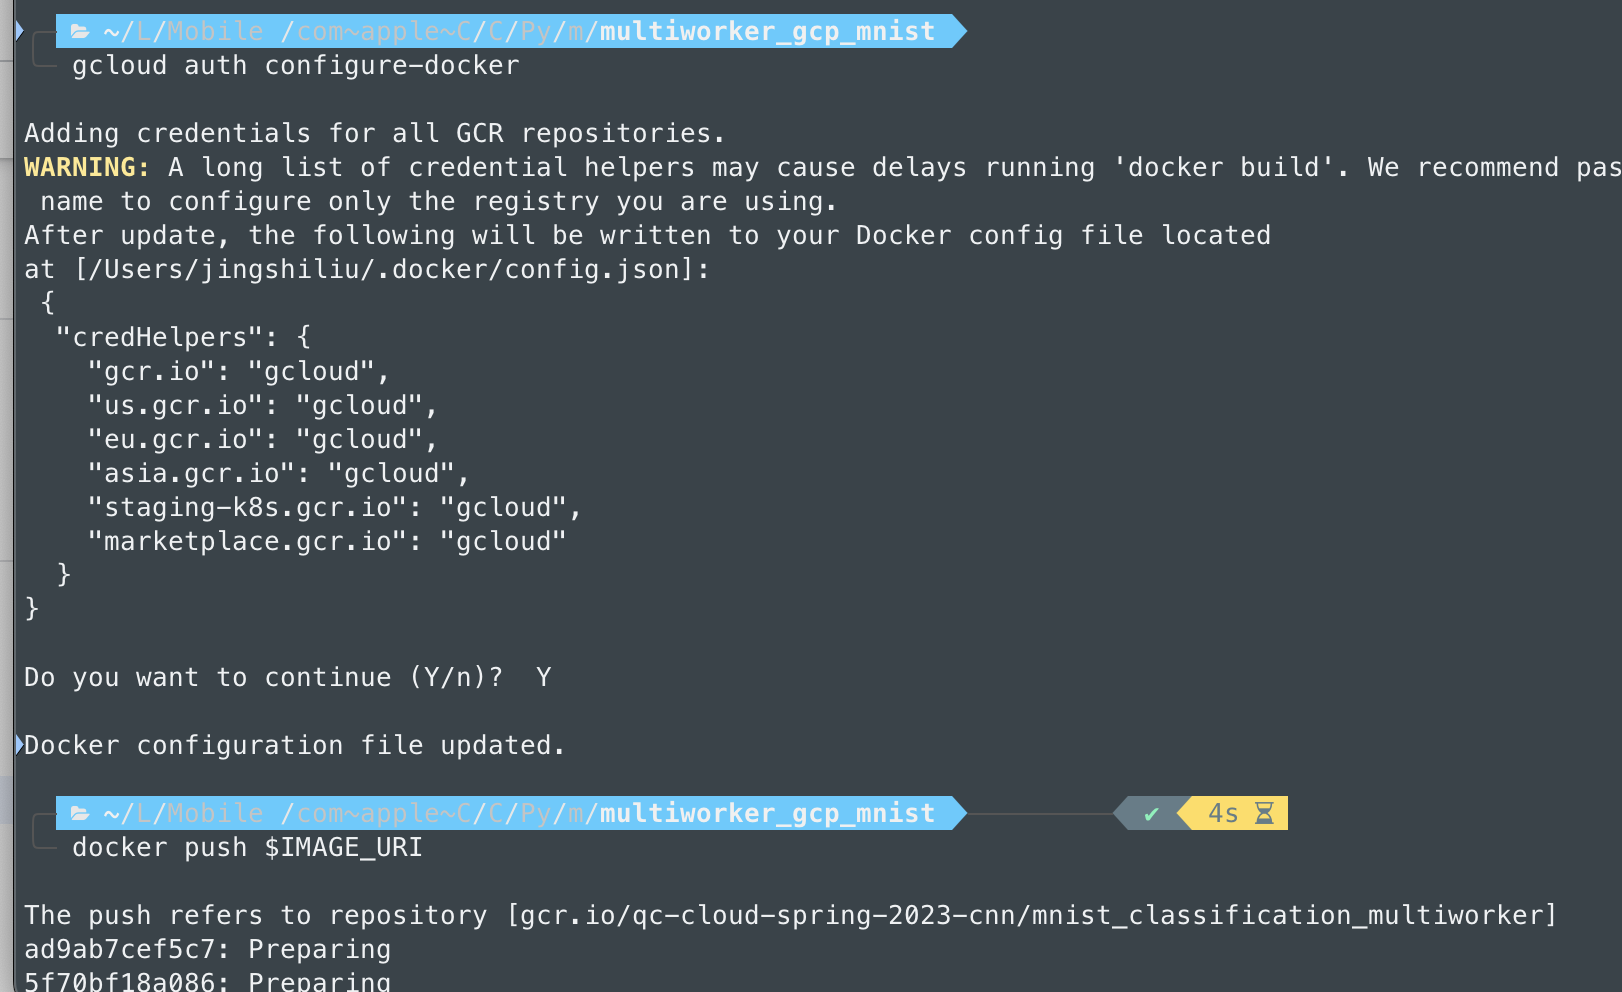 ~/L/Mobile /com~apple~C/C/Py/m/multiworker_gcp_mnist
gcloud auth configure-docker
Adding credentials for all GCR repositories.
WARNING: A long list of credential helpers may cause delays running 'docker build'. We recommend pas
name to configure only the registry you are using.
After update, the following will be written to your Docker config file located
at [/Users/jingshiliu/.docker/config.json]:
{
"credHelpers": {
"gcr.io": "gcloud",
"us.gcr.io": "gcloud",
"eu.gcr.io": "gcloud",
"asia.gcr.io": "gcloud",
"staging-k8s.gcr.io": "gcloud",
"marketplace.gcr.io": "gcloud"
}
}
Do you want to continue (Y/n)?  Y
Docker configuration file updated.
~/L/Mobile /com~apple~C/C/Py/m/multiworker_gcp_mnist ✔ 4s
docker push $IMAGE_URI
The push refers to repository [gcr.io/qc-cloud-spring-2023-cnn/mnist_classification_multiworker]
ad9ab7cef5c7: Preparing
5f70bf18a086: Preparing